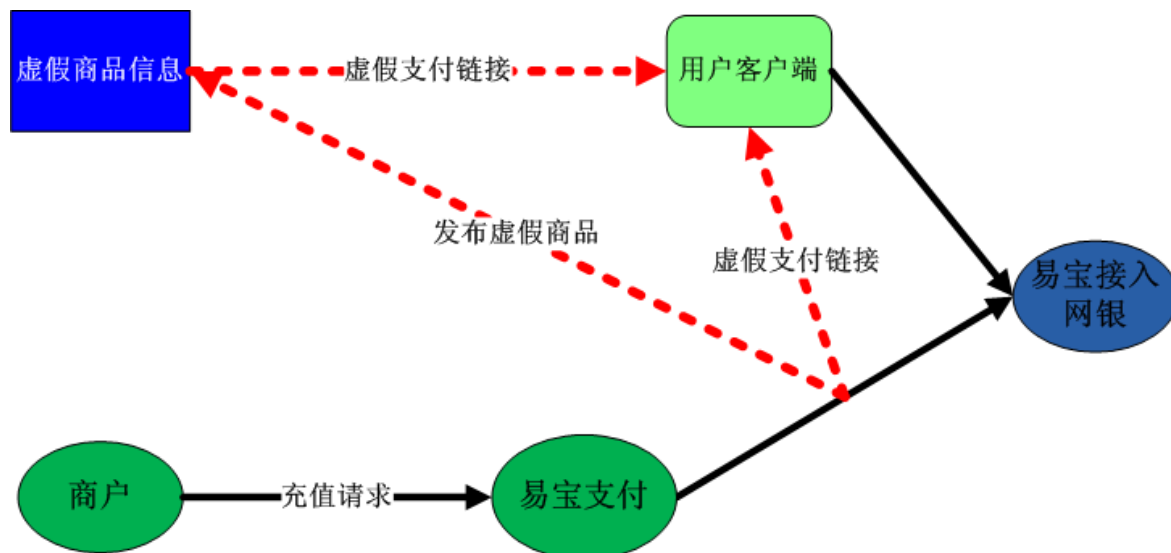 虚假商品信息
虚假支付链接
用户客户端
发布虚假商品
虚假支付链接
易宝接入
网银
商户
充值请求
易宝支付